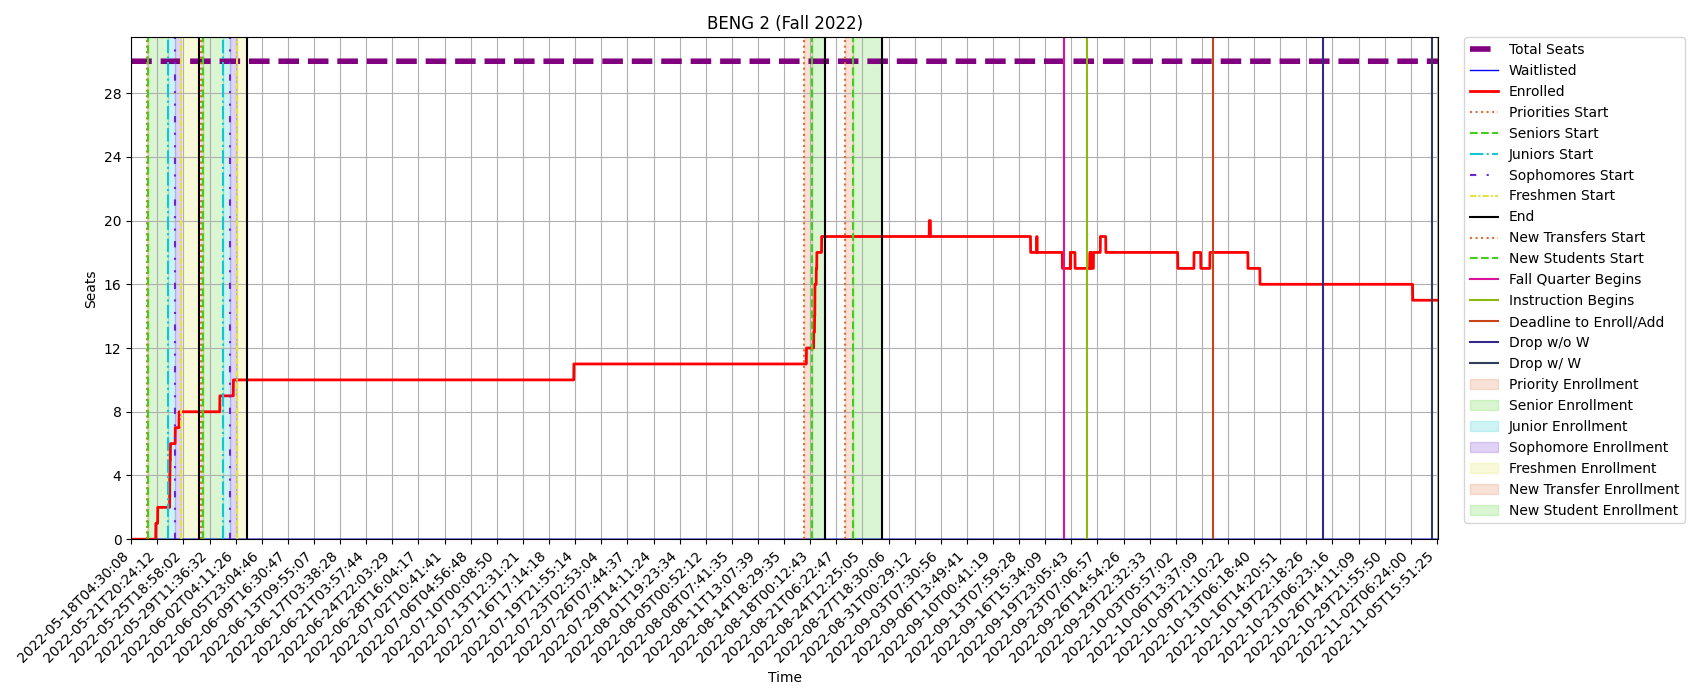 BENG 2 (Fall 2022)
Seats
28
24
20
16
12
8
4
0
2022-05-18T04:30:08
2022-05-21T20:24:12
2022-05-25T18:58:02
2022-05-29T11:36:32
2022-06-02T04:11:26
2022-06-05T23:04:46
2022-06-09T16:30:47
2022-06-13T09:55:07
2022-06-17T03:38:28
2022-06-21T03:57:44
2022-06-24T22:03:29
2022-06-28T16:04:17
2022-07-02T10:41:41
2022-07-06T04:56:48
2022-07-10T00:08:50
2022-07-13T12:31:21
2022-07-16T17:14:18
2022-07-19T21:55:14
2022-07-23T02:53:04
2022-07-26T07:44:37
2022-07-29T14:11:24
2022-08-01T19:23:34
2022-08-05T00:52:12
2022-08-08T07:41:35
2022-08-11T13:07:39
2022-08-14T18:29:35
2022-08-18T00:12:43
2022-08-21T06:22:47
2022-08-24T12:25:05
2022-08-27T18:30:06
2022-08-31T00:29:12
2022-09-03T07:30:56
2022-09-06T13:49:41
2022-09-10T00:41:19
2022-09-13T07:59:28
2022-09-16T15:34:09
2022-09-19T23:05:43
2022-09-23T07:06:57
2022-09-26T14:54:26
2022-09-29T22:32:33
2022-10-03T05:57:02
2022-10-06T13:37:09
2022-10-09T21:10:22
2022-10-13T06:18:40
2022-10-16T14:20:51
2022-10-19T22:18:26
2022-10-23T06:23:16
2022-10-26T14:11:09
2022-10-29T21:55:50
2022-11-02T06:24:00
2022-11-05T15:51:25
Time
Total Seats
Waitlisted
Enrolled
Priorities Start
Seniors Start
Juniors Start
Sophomores Start
Freshmen Start
End
New Transfers Start
New Students Start
Fall Quarter Begins
Instruction Begins
Deadline to Enroll/Add
Drop w/o W
Drop w/ W
Priority Enrollment
Senior Enrollment
Junior Enrollment
Sophomore Enrollment
Freshmen Enrollment
New Transfer Enrollment
New Student Enrollment